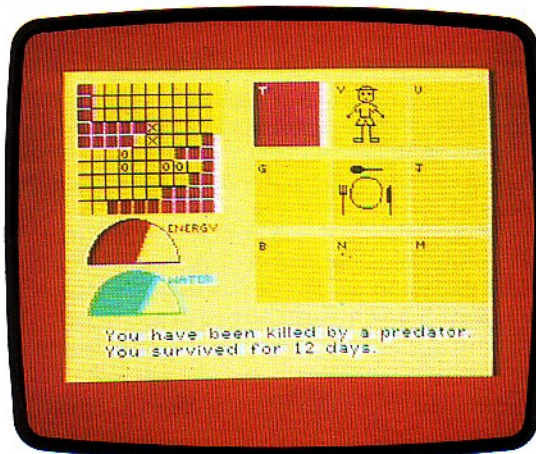 T Y U
ENERGY
G J
WATER
B N M
You have been killed by a predator.
You survived for 12 days.